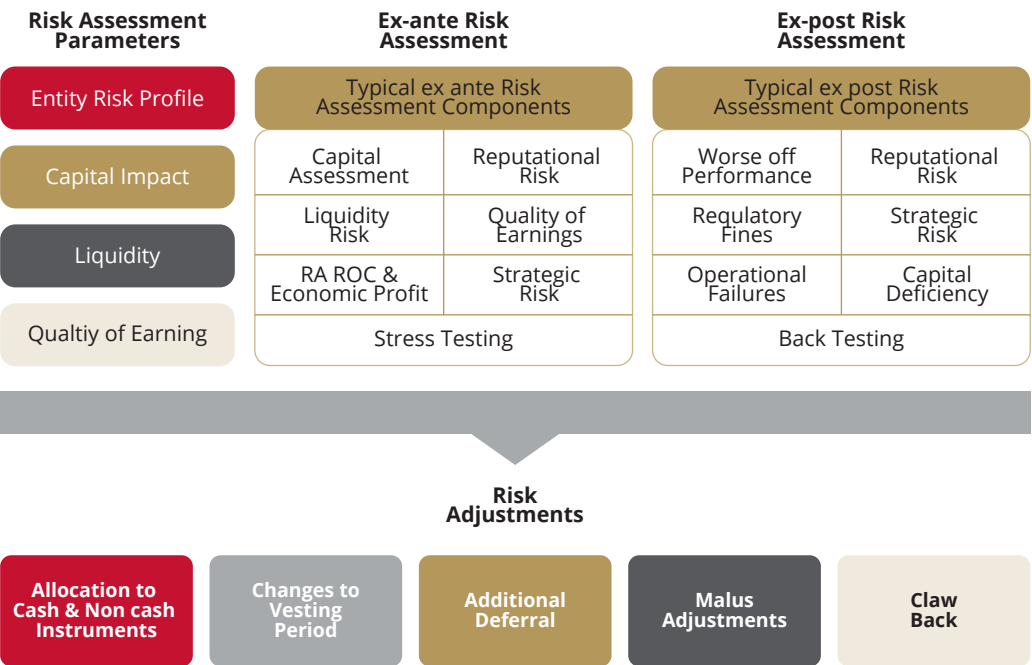 Risk Assessment
Parameters
Entity Risk Profile
Capital Impact
Liquidity
Qualtiy of Earning
Ex-ante Risk
Assessment
Typical ex ante Risk
Assessment Components
Capital
Assessment
Reputational
Risk
Liquidity
Risk
Quality of
Earnings
RA ROC &
Economic Profit
Strategic
Risk
Stress Testing
Ex-post Risk
Assessment
Typical ex post Risk
Assessment Components
Worse off
Performance
Reputational
Risk
Requlatory
Fines
Strategic
Risk
Operational
Failures
Capital
Deficiency
Back Testing
Risk
Adjustments
Allocation to
Cash & Non cash
Instruments
Changes to
Vesting
Period
Additional
Deferral
Malus
Adjustments
Claw
Back